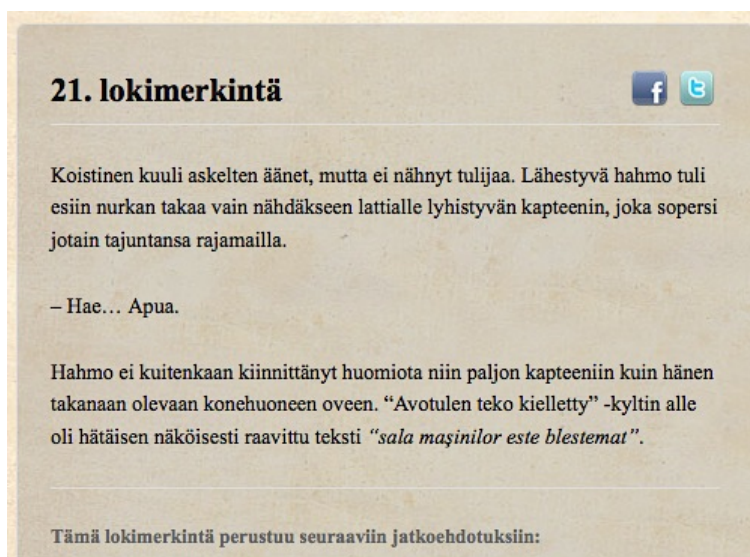 21. lokimerkintä
Koistinen kuuli askelten äänet, mutta ei nähnyt tulijaa. Lähestyvä hahmo tuli
esiin nurkan takaa vain nähdäkseen lattialle lyhistyvän kapteenin, joka sopersi
jotain tajuntansa rajamailla.
– Hae… Apua.
Hahmo ei kuitenkaan kiinnittänyt huomiota niin paljon kapteeniin kuin hänen
takanaan olevaan konehuoneen oveen. “Avotulen teko kielletty” -kyltin alle
oli hätäisen näköisesti raavittu teksti “sala maşinilor este blestemat”.
Tämä lokimerkintä perustuu seuraaviin jatkoehdotuksiin: